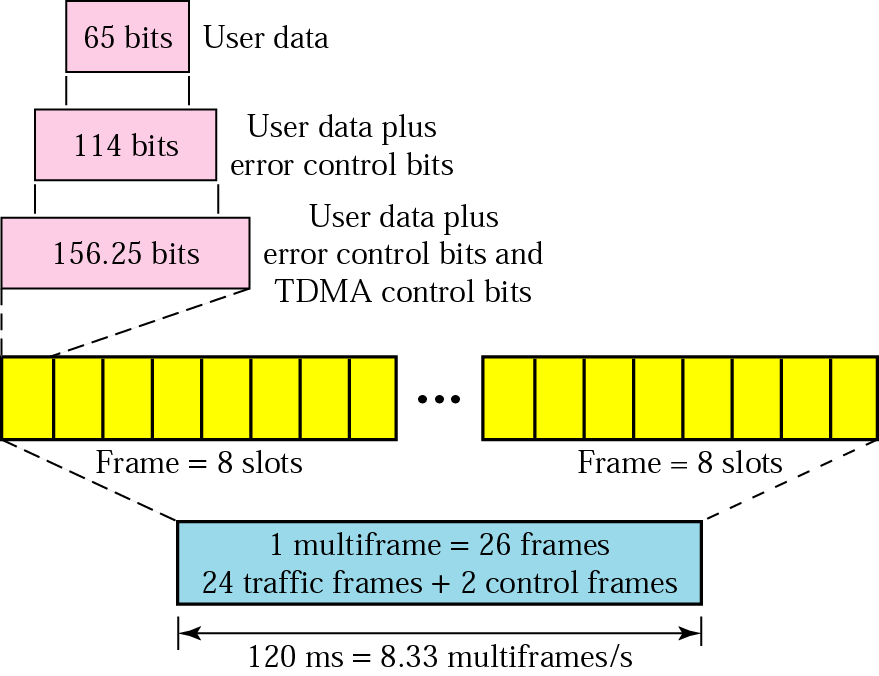 65 bits
User data
114 bits
User data plus
error control bits
156.25 bits
User data plus
error control bits and
TDMA control bits
Frame = 8 slots
Frame = 8 slots
1 multiframe = 26 frames
24 traffic frames + 2 control frames
120 ms = 8.33 multiframes/s